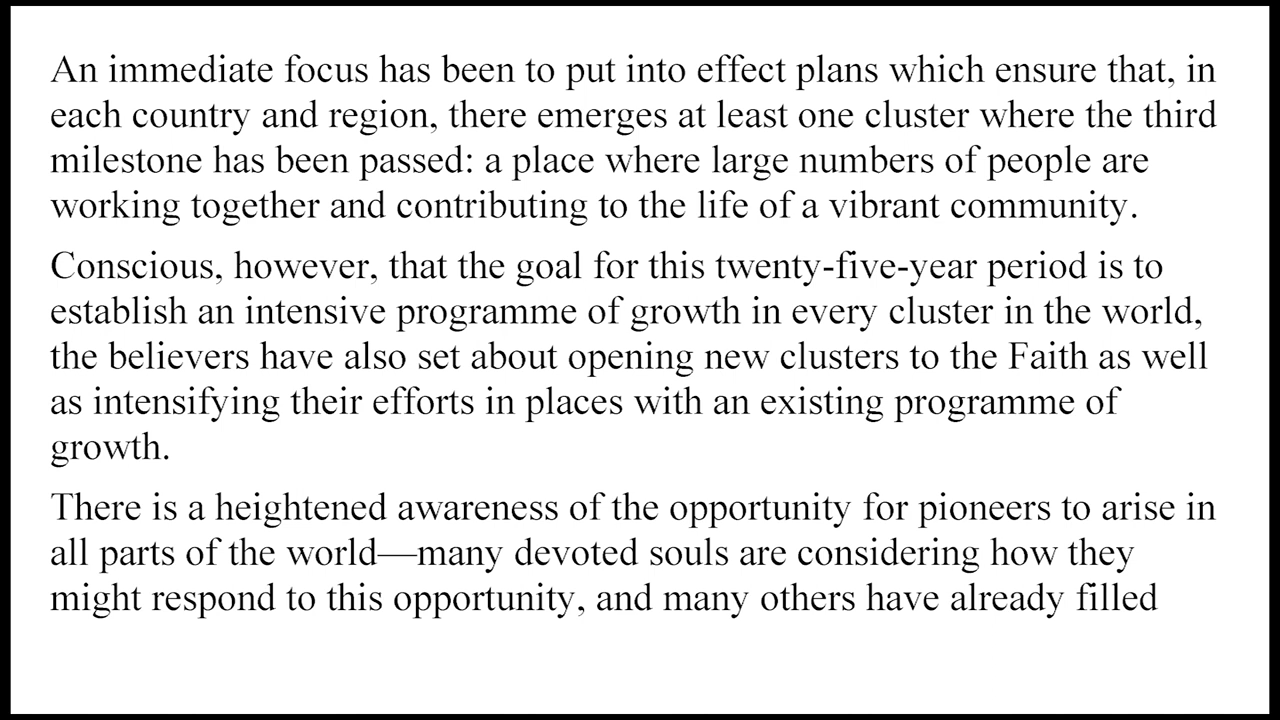 An immediate focus has been to put into effect plans which ensure that, in
each country and region, there emerges at least one cluster where the third
milestone has been passed: a place where large numbers of people are
working together and contributing to the life of a vibrant community.
Conscious, however, that the goal for this twenty-five-year period is to
establish an intensive programme of growth in every cluster in the world,
the believers have also set about opening new clusters to the Faith as well
as intensifying their efforts in places with an existing programme of
growth.
There is a heightened awareness of the opportunity for pioneers to arise in
all parts of the world—many devoted souls are considering how they
might respond to this opportunity, and many others have already filled